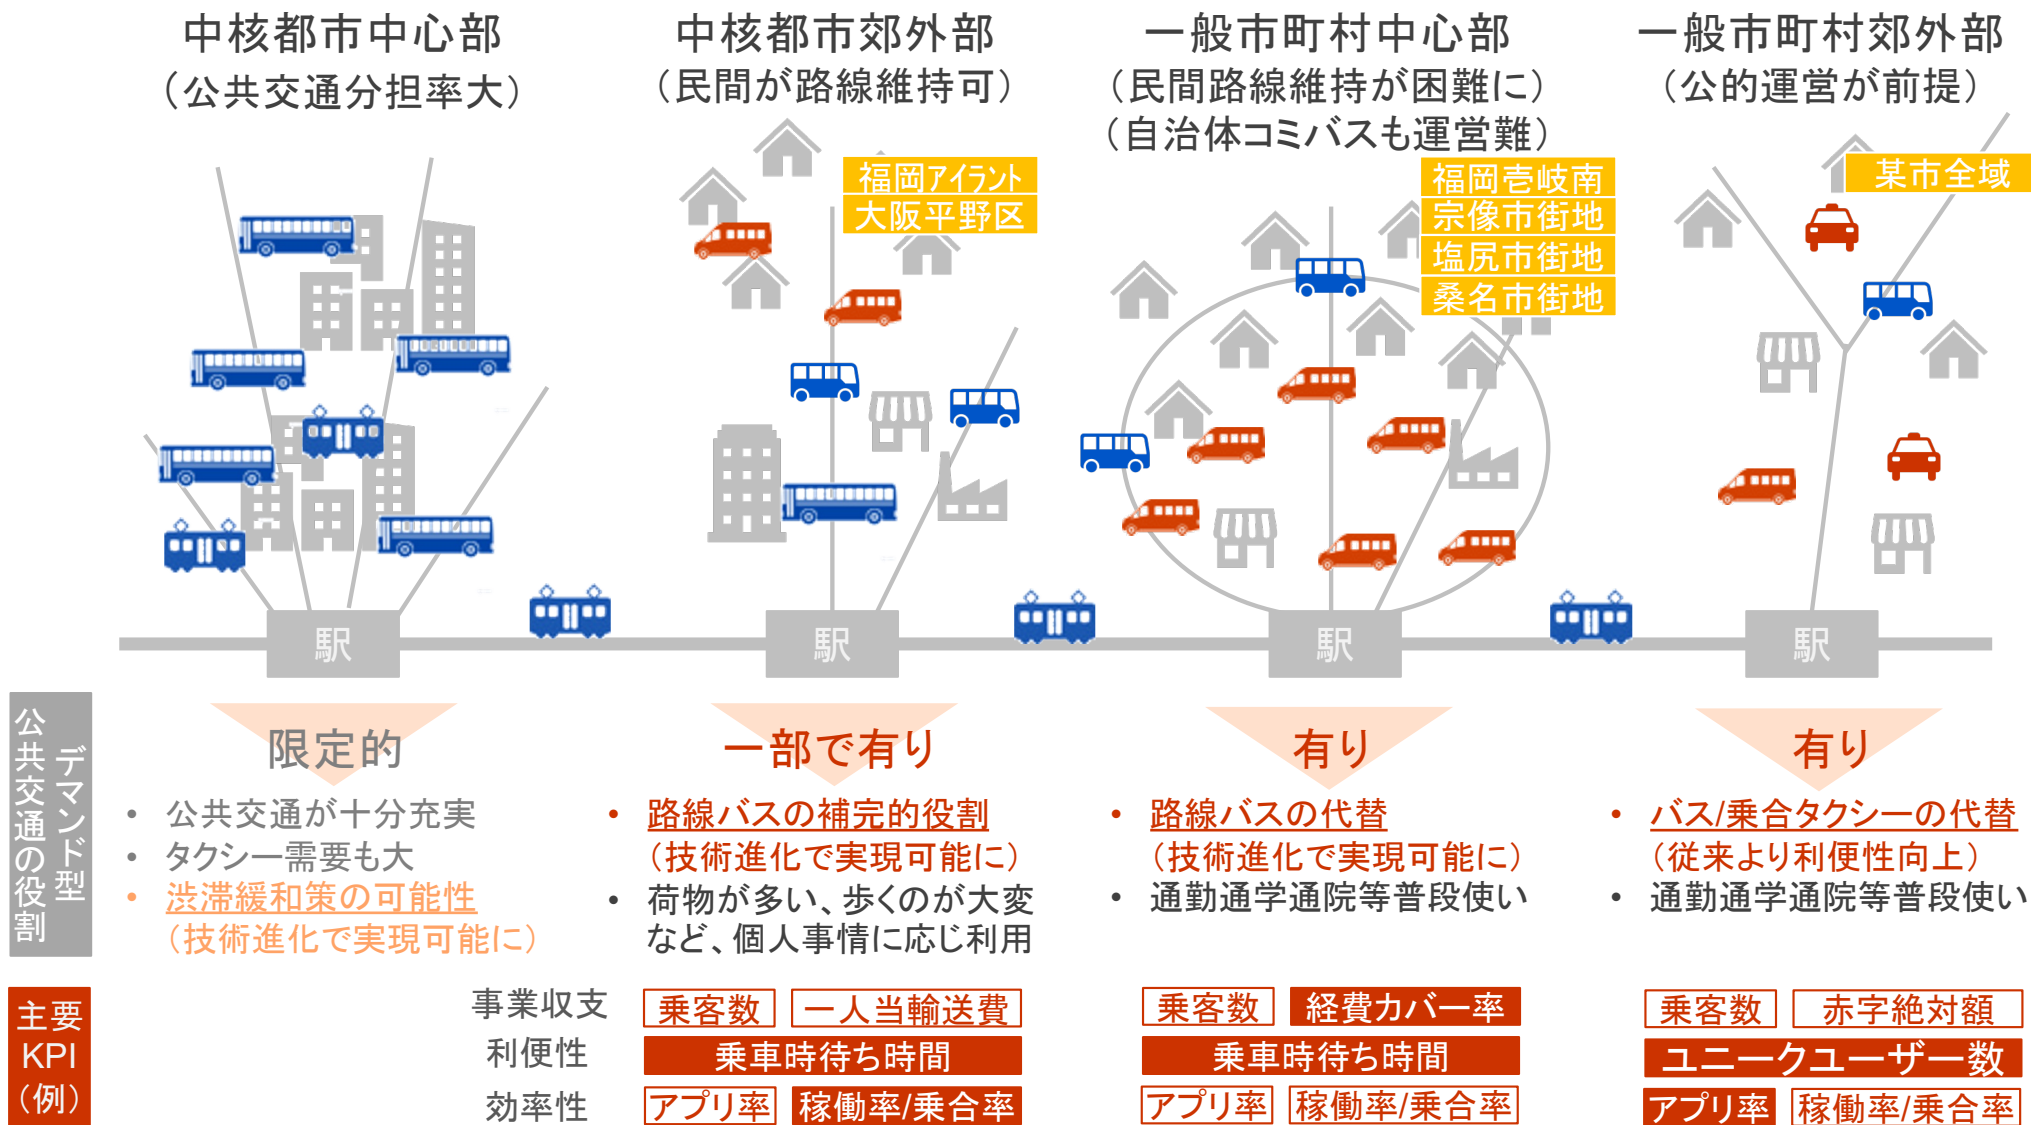 中核都市中心部
（公共交通分担率大）
中核都市郊外部
（民間が路線維持可）
一般市町村中心部
（民間路線維持が困難に）
（自治体コミバスも運営難）
一般市町村郊外部
（公的運営が前提）
福岡アイラント
大阪平野区
福岡壱岐南
宗像市街地
塩尻市街地
桑名市街地
某市全域
駅
駅
駅
駅
デマンド型
公共交通の役割
限定的
• 公共交通が十分充実
• タクシー需要も大
• 渋滞緩和策の可能性
（技術進化で実現可能に）
一部で有り
• 路線バスの補完的役割
（技術進化で実現可能に）
• 荷物が多い、歩くのが大変
など、個人事情に応じ利用
有り
• 路線バスの代替
（技術進化で実現可能に）
• 通勤通学通院等普段使い
有り
• バス/乗合タクシーの代替
（従来より利便性向上）
• 通勤通学通院等普段使い
主要
KPI
（例）
事業収支
乗客数 一人当輸送費
乗客数 経費カバー率
乗客数 赤字絶対額
利便性
乗車時待ち時間
乗車時待ち時間
ユニークユーザー数
効率性
アプリ率 稼働率/乗合率
アプリ率 稼働率/乗合率
アプリ率 稼働率/乗合率